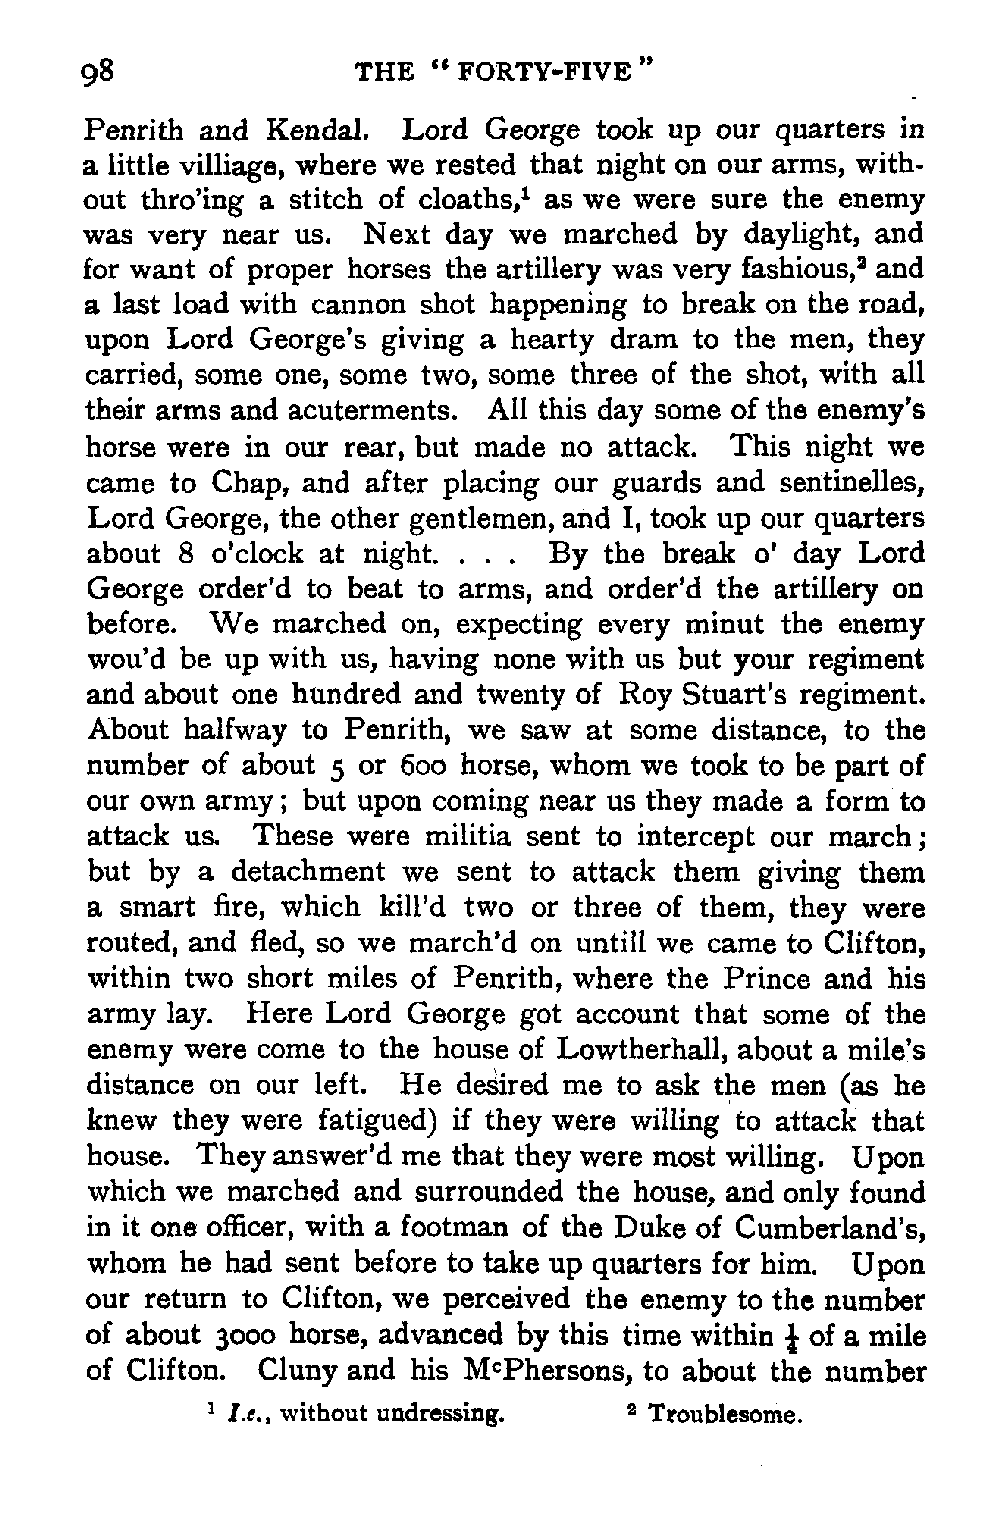 98 THE " FORTY-FIVE "
Penrith and Kendal. Lord George took up our quarters in
a little villiage, where we rested that night on our arms, with-
out thro'ing a stitch of cloaths,¹ as we were sure the enemy
was very near us. Next day we marched by daylight, and
for want of proper horses the artillery was very fashious,² and
a last load with cannon shot happening to break on the road,
upon Lord George's giving a hearty dram to the men, they
carried, some one, some two, some three of the shot, with all
their arms and acuterments. All this day some of the enemy's
horse were in our rear, but made no attack. This night we
came to Chap, and after placing our guards and sentinelles,
Lord George, the other gentlemen, and I, took up our quarters
about 8 o'clock at night. . . . By the break o' day Lord
George order'd to beat to arms, and order'd the artillery on
before. We marched on, expecting every minut the enemy
wou'd be up with us, having none with us but your regiment
and about one hundred and twenty of Roy Stuart's regiment.
About halfway to Penrith, we saw at some distance, to the
number of about 5 or 600 horse, whom we took to be part of
our own army; but upon coming near us they made a form to
attack us. These were militia sent to intercept our march;
but by a detachment we sent to attack them giving them
a smart fire, which kill'd two or three of them, they were
routed, and fled, so we march'd on untill we came to Clifton,
within two short miles of Penrith, where the Prince and his
army lay. Here Lord George got account that some of the
enemy were come to the house of Lowtherhall, about a mile's
distance on our left. He desired me to ask the men (as he
knew they were fatigued) if they were willing to attack that
house. They answer'd me that they were most willing. Upon
which we marched and surrounded the house, and only found
in it one officer, with a footman of the Duke of Cumberland's,
whom he had sent before to take up quarters for him. Upon
our return to Clifton, we perceived the enemy to the number
of about 3000 horse, advanced by this time within ½ of a mile
of Clifton. Cluny and his MᶜPhersons, to about the number
¹ I.e., without undressing. ² Troublesome.